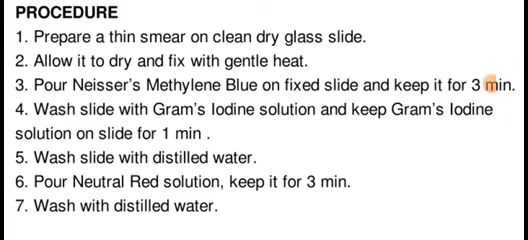 PROCEDURE
1. Prepare a thin smear on clean dry glass slide.
2. Allow it to dry and fix with gentle heat.
3. Pour Neisser's Methylene Blue on fixed slide and keep it for 3 min.
4. Wash slide with Gram's Iodine solution and keep Gram's Iodine
solution on slide for 1 min .
5. Wash slide with distilled water.
6. Pour Neutral Red solution, keep it for 3 min.
7. Wash with distilled water.